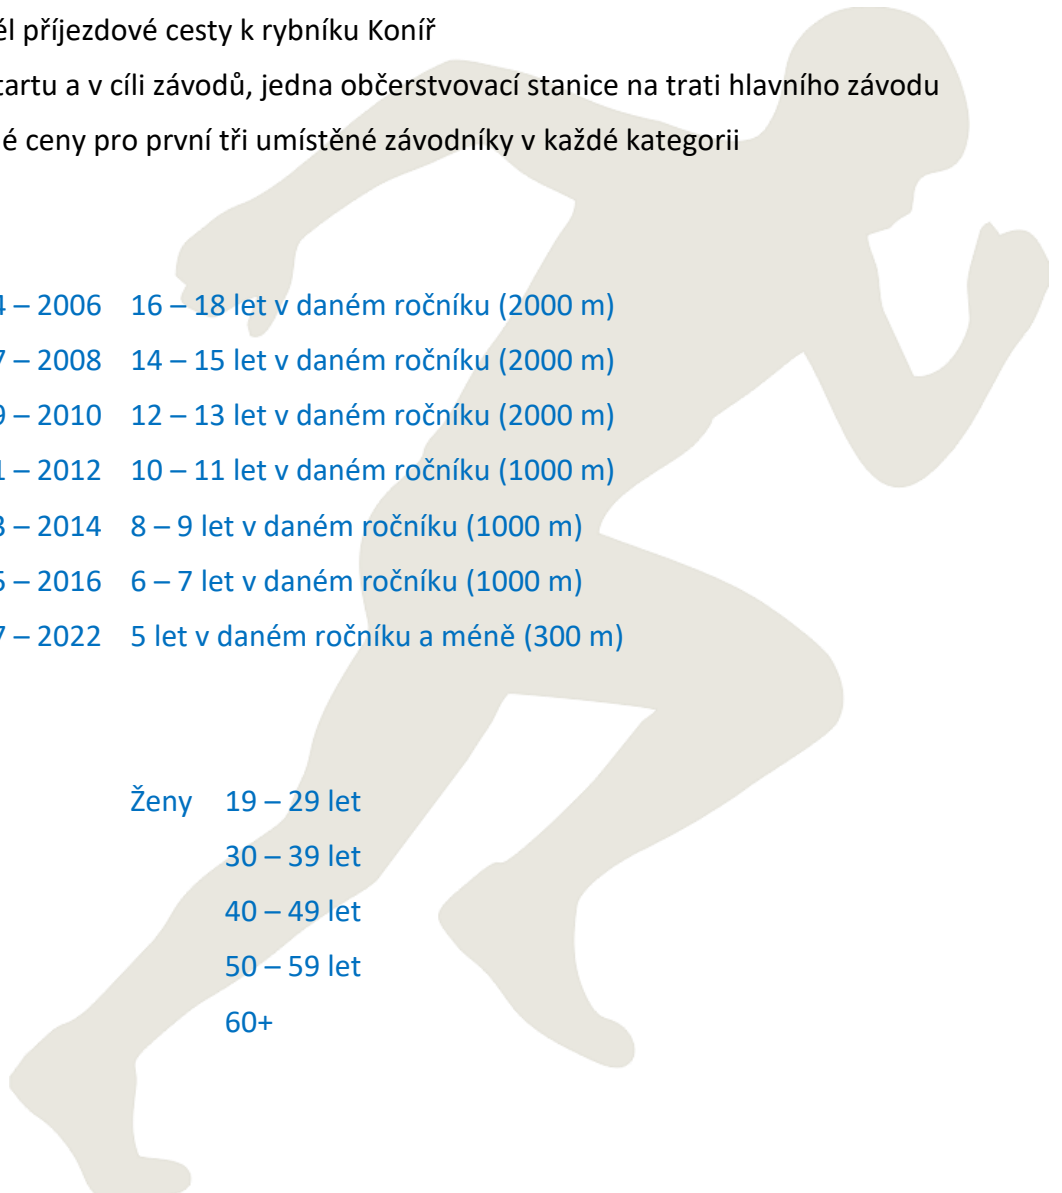 příjezdové cesty k rybníku Koníř
a v cíli závodů, jedna občerstvovací stanice na trati hlavního závodu
ceny pro první tři umístěné závodníky v každé kategorii
– 2006 16 – 18 let v daném ročníku (2000 m)
– 2008 14 – 15 let v daném ročníku (2000 m)
– 2010 12 – 13 let v daném ročníku (2000 m)
– 2012 10 – 11 let v daném ročníku (1000 m)
– 2014 8 – 9 let v daném ročníku (1000 m)
– 2016 6 – 7 let v daném ročníku (1000 m)
– 2022 5 let v daném ročníku a méně (300 m)
Ženy 19 – 29 let
30 – 39 let
40 – 49 let
50 – 59 let
60+